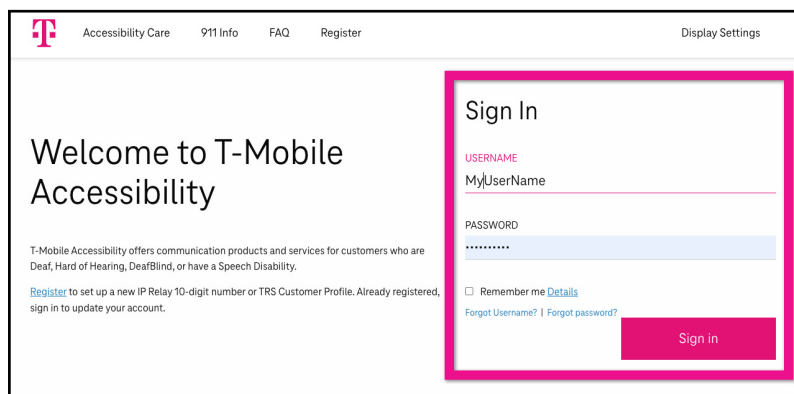 T Accessibility Care 911 Info FAQ Register Display Settings
Welcome to T-Mobile
Accessibility
T-Mobile Accessibility offers communication products and services for customers who are
Deaf, Hard of Hearing, DeafBlind, or have a Speech Disability.
Register to set up a new IP Relay 10-digit number or TRS Customer Profile. Already registered,
sign in to update your account.
Sign In
USERNAME
MyUserName
PASSWORD
••••••••••
Remember me Details
Forgot Username? | Forgot password?
Sign in